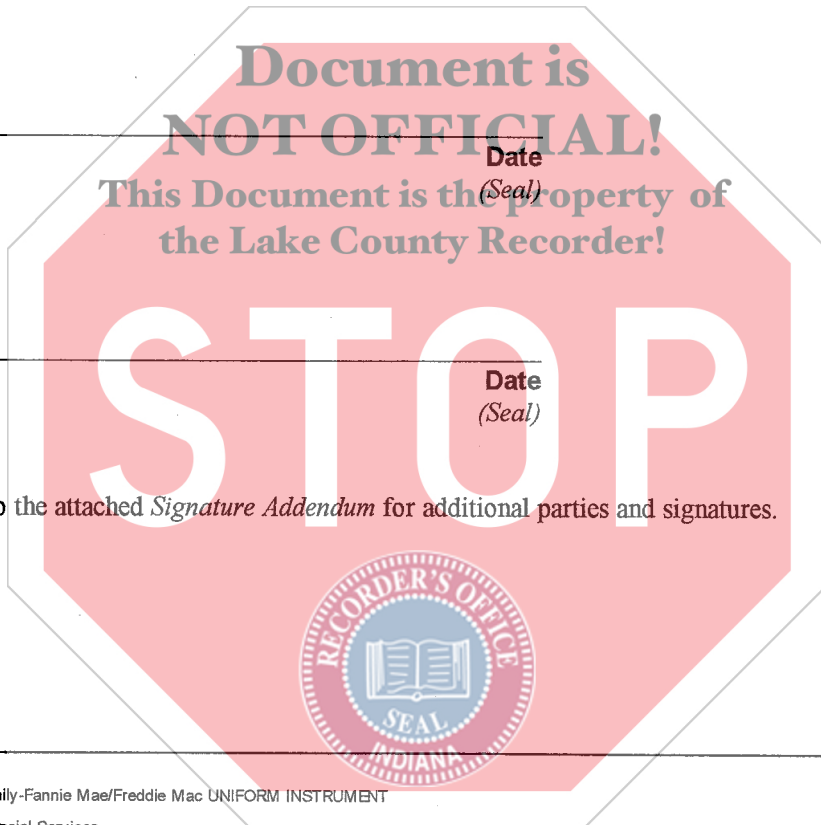 Document is
NOT OFFICIAL!
Date
(Seal)
This Document is the property of
the Lake County Recorder!
STOP
Date
(Seal)
the attached Signature Addendum for additional parties and signatures.
RECORDER'S OFFICE
SEAL
INDIANA
-Fannie Mae/Freddie Mac UNIFORM INSTRUMENT